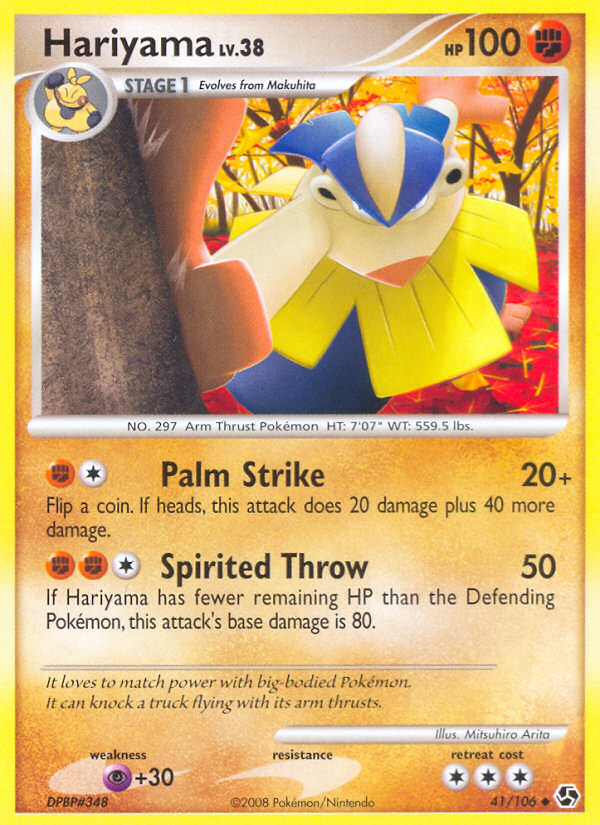 Hariyama LV.38 HP 100
STAGE 1 Evolves from Makuhita
NO. 297 Arm Thrust Pokémon HT: 7'07" WT: 559.5 lbs.
Palm Strike 20+
Flip a coin. If heads, this attack does 20 damage plus 40 more
damage.
Spirited Throw 50
If Hariyama has fewer remaining HP than the Defending
Pokémon, this attack's base damage is 80.
It loves to match power with big-bodied Pokémon.
It can knock a truck flying with its arm thrusts.
Illus. Mitsuhiro Arita
weakness resistance retreat cost
+30
DPBP#348 ©2008 Pokémon/Nintendo 41/106